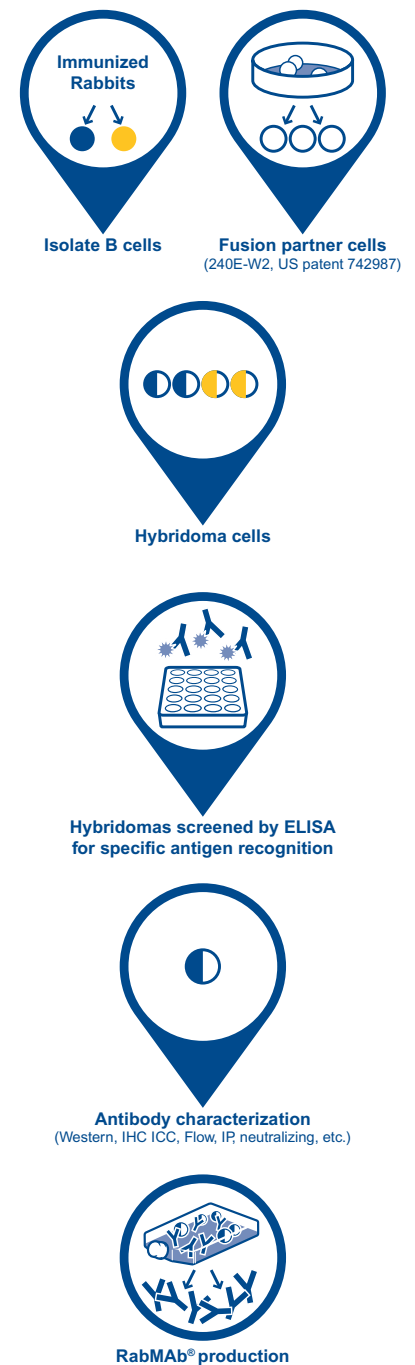 Immunized
Rabbits
Isolate B cells
Fusion partner cells
(240E-W2, US patent 742987)
Hybridoma cells
Hybridomas screened by ELISA
for specific antigen recognition
Antibody characterization
(Western, IHC ICC, Flow, IP, neutralizing, etc.)
RabMAb® production